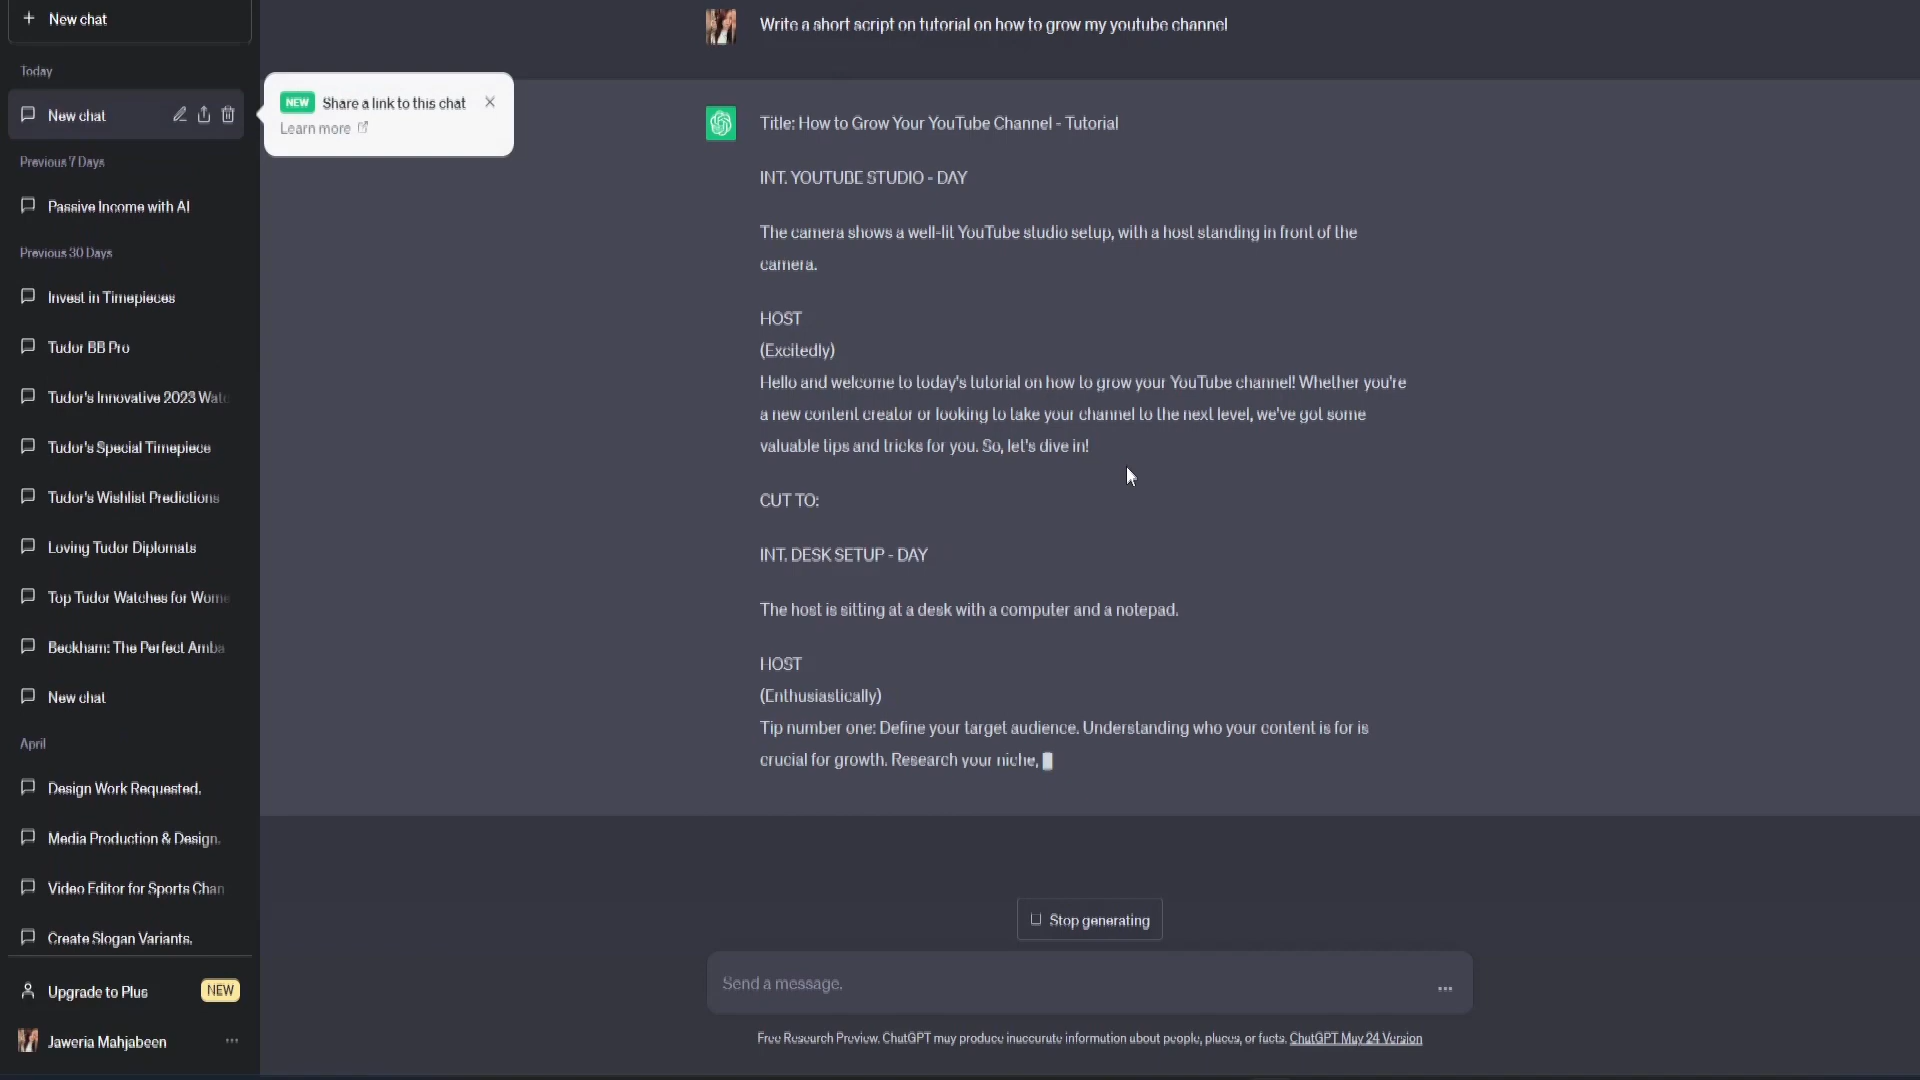 New chat
Today
New chat
Previous 7 Days
Passive Income with AI
Previous 30 Days
Invest in Timepieces
Tudor BB Pro
Tudor's Innovative 2023 Watc
Tudor's Special Timepiece
Tudor's Wishlist Predictions
Loving Tudor Diplomats
Top Tudor Watches for Wome
Beckham: The Perfect Amba
New chat
April
Design Work Requested.
Media Production & Design.
Video Editor for Sports Chan
Create Slogan Variants.
Upgrade to Plus NEW
Jaweria Mahjabeen
NEW Share a link to this chat
Learn more
Write a short script on tutorial on how to grow my youtube channel
Title: How to Grow Your YouTube Channel - Tutorial
INT. YOUTUBE STUDIO - DAY
The camera shows a well-lit YouTube studio setup, with a host standing in front of the
camera.
HOST
(Excitedly)
Hello and welcome to today's tutorial on how to grow your YouTube channel! Whether you're
a new content creator or looking to take your channel to the next level, we've got some
valuable tips and tricks for you. So, let's dive in!
CUT TO:
INT. DESK SETUP - DAY
The host is sitting at a desk with a computer and a notepad.
HOST
(Enthusiastically)
Tip number one: Define your target audience. Understanding who your content is for is
crucial for growth. Research your niche,
Stop generating
Send a message.
Free Research Preview. ChatGPT may produce inaccurate information about people, places, or facts. ChatGPT May 24 Version